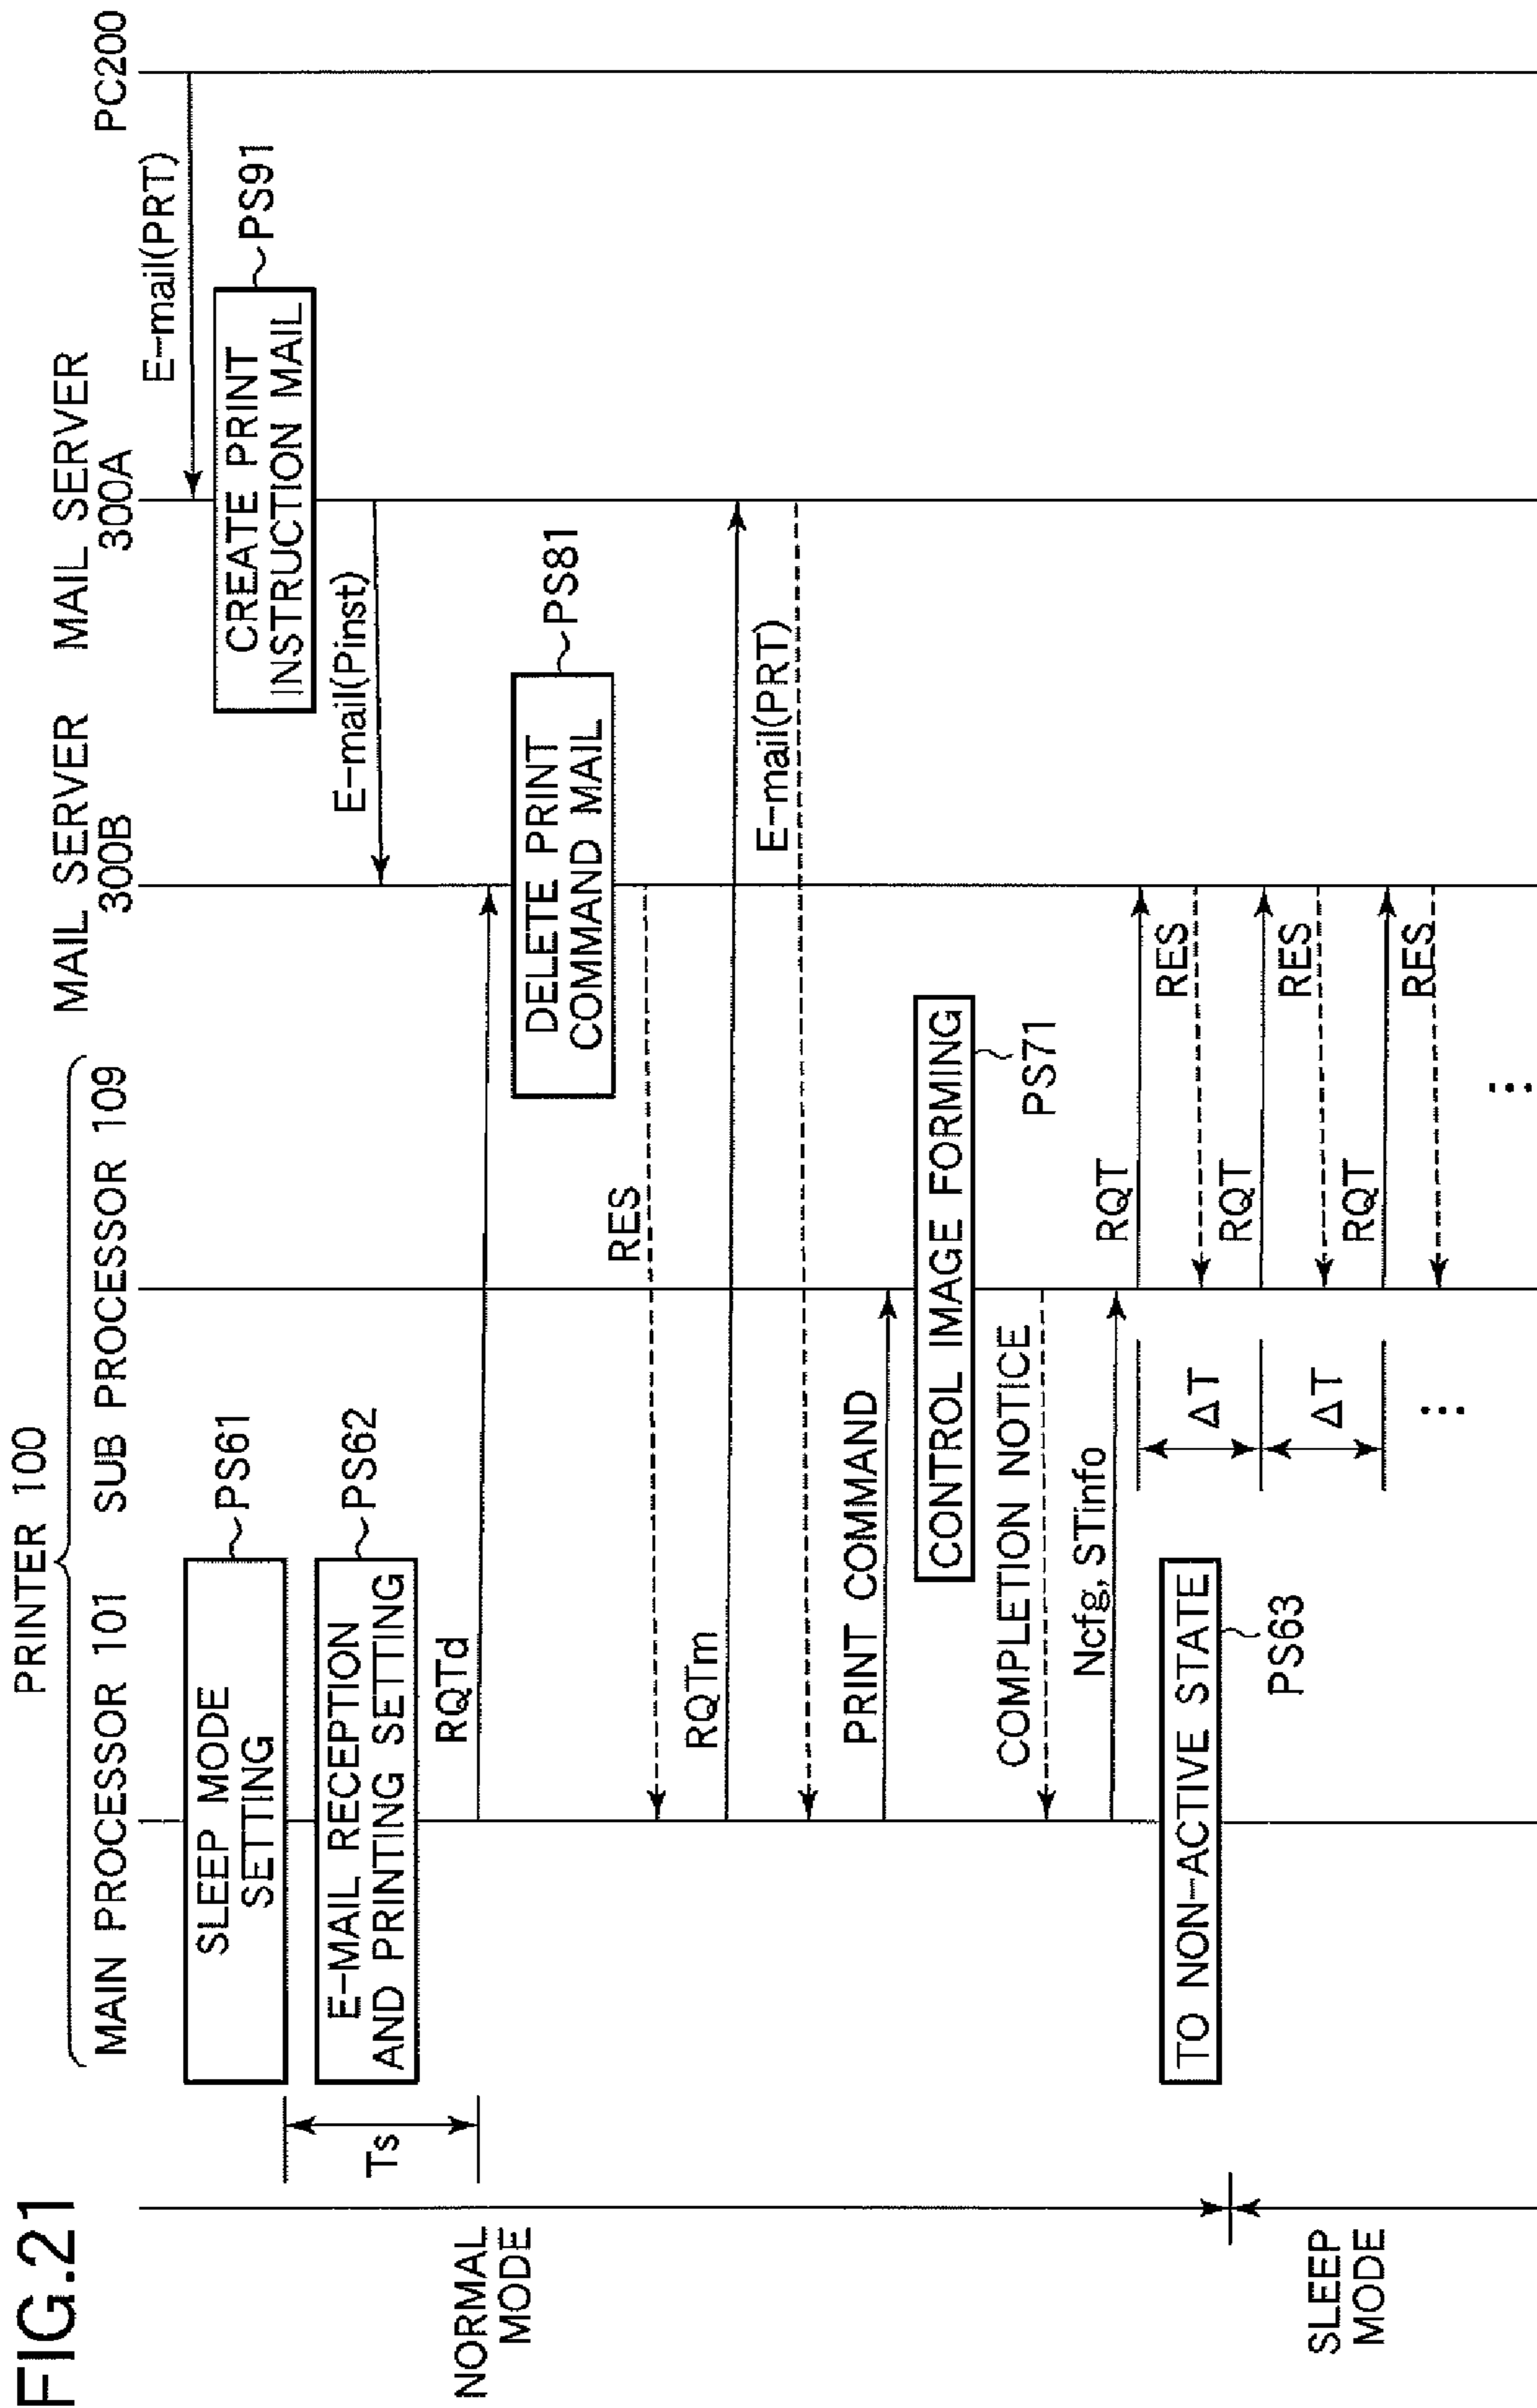 FIG.21
PRINTER 100
MAIN PROCESSOR 101
SUB PROCESSOR 109
MAIL SERVER
300B
MAIL SERVER
300A
PC200
E-mail(PRT)
SLEEP MODE
SETTING
PS61
CREATE PRINT
INSTRUCTION MAIL
PS91
E-MAIL RECEPTION
AND PRINTING SETTING
PS62
E-mail(Pinst)
Ts
NORMAL
MODE
RQTd
DELETE PRINT
COMMAND MAIL
PS81
RES
RQTm
E-mail(PRT)
PRINT COMMAND
CONTROL IMAGE FORMING
PS71
COMPLETION NOTICE
Ncfg, STinfo
RQT
RES
TO NON-ACTIVE STATE
PS63
ΔT
RQT
RES
SLEEP
MODE
ΔT
RQT
RES